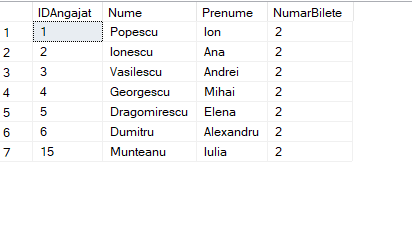 IDAngajat Nume Prenume NumarBilete
1 1 Popescu Ion 2
2 2 Ionescu Ana 2
3 3 Vasilescu Andrei 2
4 4 Georgescu Mihai 2
5 5 Dragomirescu Elena 2
6 6 Dumitru Alexandru 2
7 15 Munteanu Iulia 2